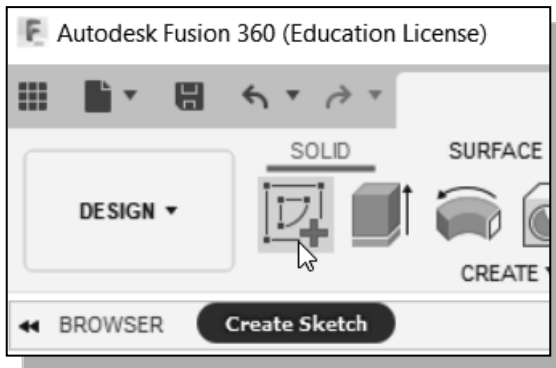 Autodesk Fusion 360 (Education License)
SOLID
SURFACE
DESIGN
CREATE
BROWSER
Create Sketch